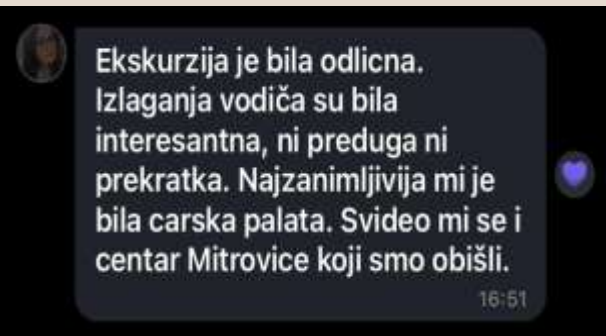 Ekskurzija je bila odlicna.
Izlaganja vodiča su bila
interesantna, ni preduga ni
prekratka. Najzanimljivija mi je
bila carska palata. Svideo mi se i
centar Mitrovice koji smo obišli.
16:51